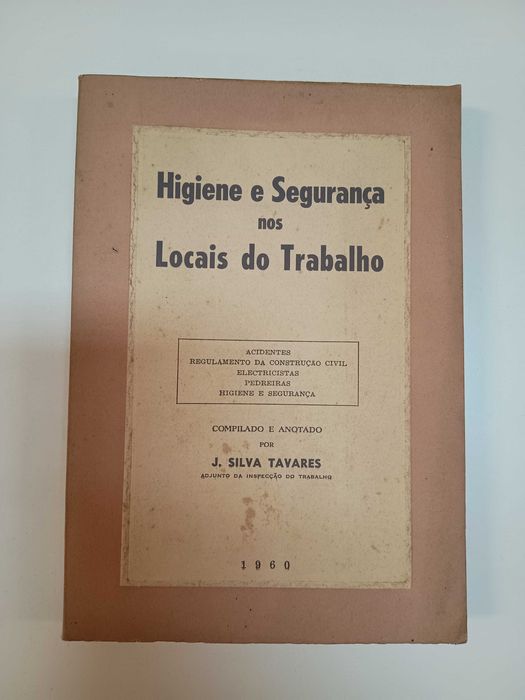 Higiene e Segurança
nos
Locais do Trabalho
ACIDENTES
REGULAMENTO DA CONSTRUÇÃO CIVIL
ELECTRICISTAS
PEDREIRAS
HIGIENE E SEGURANÇA
COMPILADO E ANOTADO
POR
J. SILVA TAVARES
ADJUNTO DA INSPECÇÃO DO TRABALHO
1960